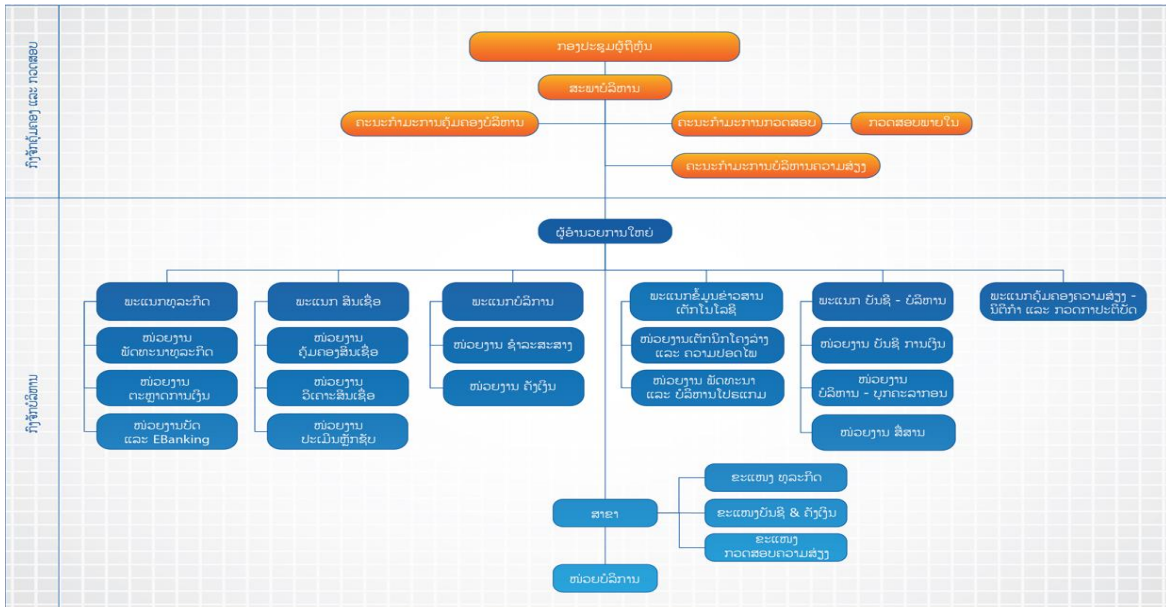 ກົງຈັກຄຸ້ມຄອງ ແລະ ກວດສອບ
ກອງປະຊຸມຜູ້ຖືຫຸ້ນ
ສະພາບໍລິຫານ
ຄະນະກຳມະການຄຸ້ມຄອງບໍລິຫານ
ຄະນະກຳມະການກວດສອບ
ກວດສອບພາຍໃນ
ຄະນະກຳມະການບໍລິຫານຄວາມສ່ຽງ
ກົງຈັກບໍລິຫານ
ຜູ້ອຳນວຍການໃຫຍ່
ພະແນກທຸລະກິດ
ໜ່ວຍງານ
ພັດທະນາທຸລະກິດ
ໜ່ວຍງານ
ຕະຫຼາດການເງິນ
ໜ່ວຍງານບັດ
ແລະ EBanking
ພະແນກ ສິນເຊື່ອ
ໜ່ວຍງານ
ຄຸ້ມຄອງສິນເຊື່ອ
ໜ່ວຍງານ
ວິເຄາະສິນເຊື່ອ
ໜ່ວຍງານ
ປະເມີນຫຼັກຊັບ
ພະແນກບໍລິການ
ໜ່ວຍງານ ຊຳລະສະສາງ
ໜ່ວຍງານ ຄັງເງິນ
ພະແນກຂໍ້ມູນຂ່າວສານ
ເຕັກໂນໂລຊີ
ໜ່ວຍງານເຕັກນິກໂຄງລ່າງ
ແລະ ຄວາມປອດໄພ
ໜ່ວຍງານ ພັດທະນາ
ແລະ ບໍລິຫານໂປຣແກມ
ພະແນກ ບັນຊີ - ບໍລິຫານ
ໜ່ວຍງານ ບັນຊີ ການເງິນ
ໜ່ວຍງານ
ບໍລິຫານ - ບຸກຄະລາກອນ
ໜ່ວຍງານ ສື່ສານ
ພະແນກຄຸ້ມຄອງຄວາມສ່ຽງ -
ນິຕິກຳ ແລະ ກວດກາປະຕິບັດ
ສາຂາ
ຂະແໜງ ທຸລະກິດ
ຂະແໜງບັນຊີ & ຄັງເງິນ
ຂະແໜງ
ກວດສອບຄວາມສ່ຽງ
ໜ່ວຍບໍລິການ